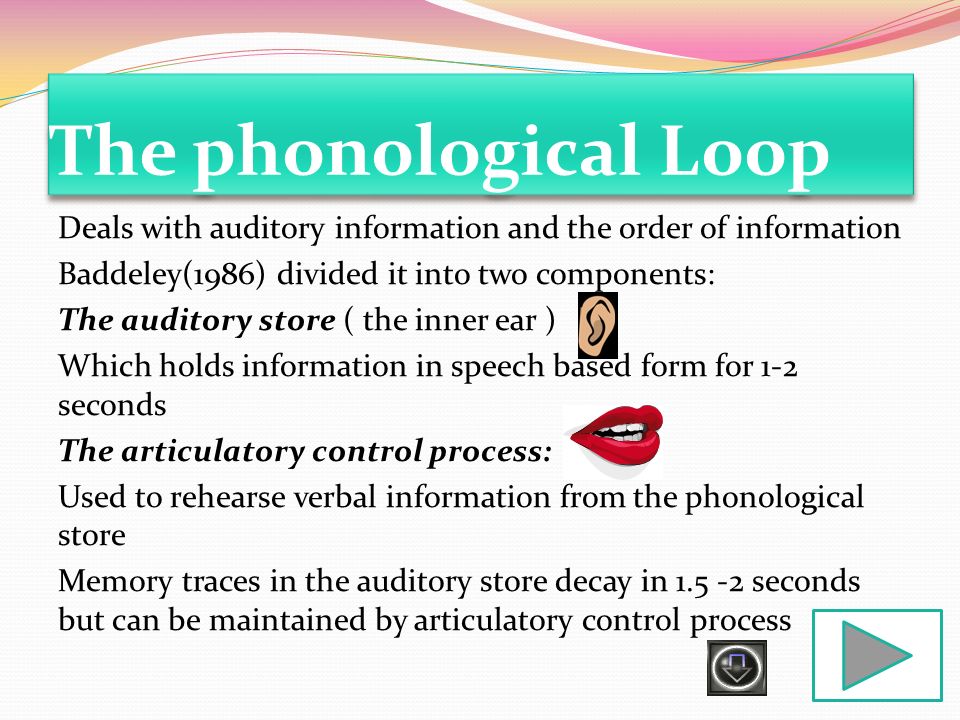 The phonological Loop
Deals with auditory information and the order of information
Baddeley(1986) divided it into two components:
The auditory store ( the inner ear )
Which holds information in speech based form for 1-2
seconds
The articulatory control process:
Used to rehearse verbal information from the phonological
store
Memory traces in the auditory store decay in 1.5 -2 seconds
but can be maintained by articulatory control process